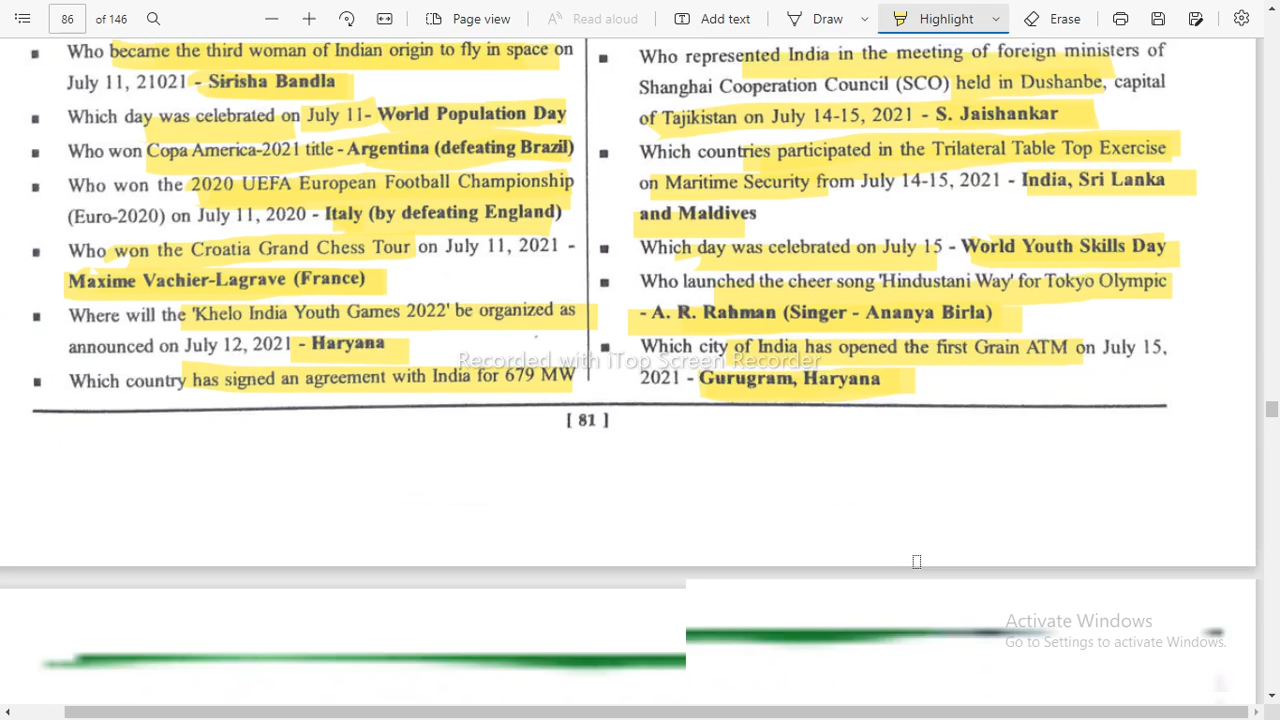 86 of 146 Page view Read aloud Add text Draw Highlight Erase
Who became the third woman of Indian origin to fly in space on
July 11, 21021 - Sirisha Bandla
Which day was celebrated on July 11- World Population Day
Who won Copa America-2021 title - Argentina (defeating Brazil)
Who won the 2020 UEFA European Football Championship
(Euro-2020) on July 11, 2020 - Italy (by defeating England)
Who won the Croatia Grand Chess Tour on July 11, 2021 -
Maxime Vachier-Lagrave (France)
Where will the 'Khelo India Youth Games 2022' be organized as
announced on July 12, 2021 - Haryana
Which country has signed an agreement with India for 679 MW
Who represented India in the meeting of foreign ministers of
Shanghai Cooperation Council (SCO) held in Dushanbe, capital
of Tajikistan on July 14-15, 2021 - S. Jaishankar
Which countries participated in the Trilateral Table Top Exercise
on Maritime Security from July 14-15, 2021 - India, Sri Lanka
and Maldives
Which day was celebrated on July 15 - World Youth Skills Day
Who launched the cheer song 'Hindustani Way' for Tokyo Olympic
- A. R. Rahman (Singer - Ananya Birla)
Which city of India has opened the first Grain ATM on July 15,
2021 - Gurugram, Haryana
Recorded with iTop Screen Recorder
[ 81 ]
Activate Windows
Go to Settings to activate Windows.